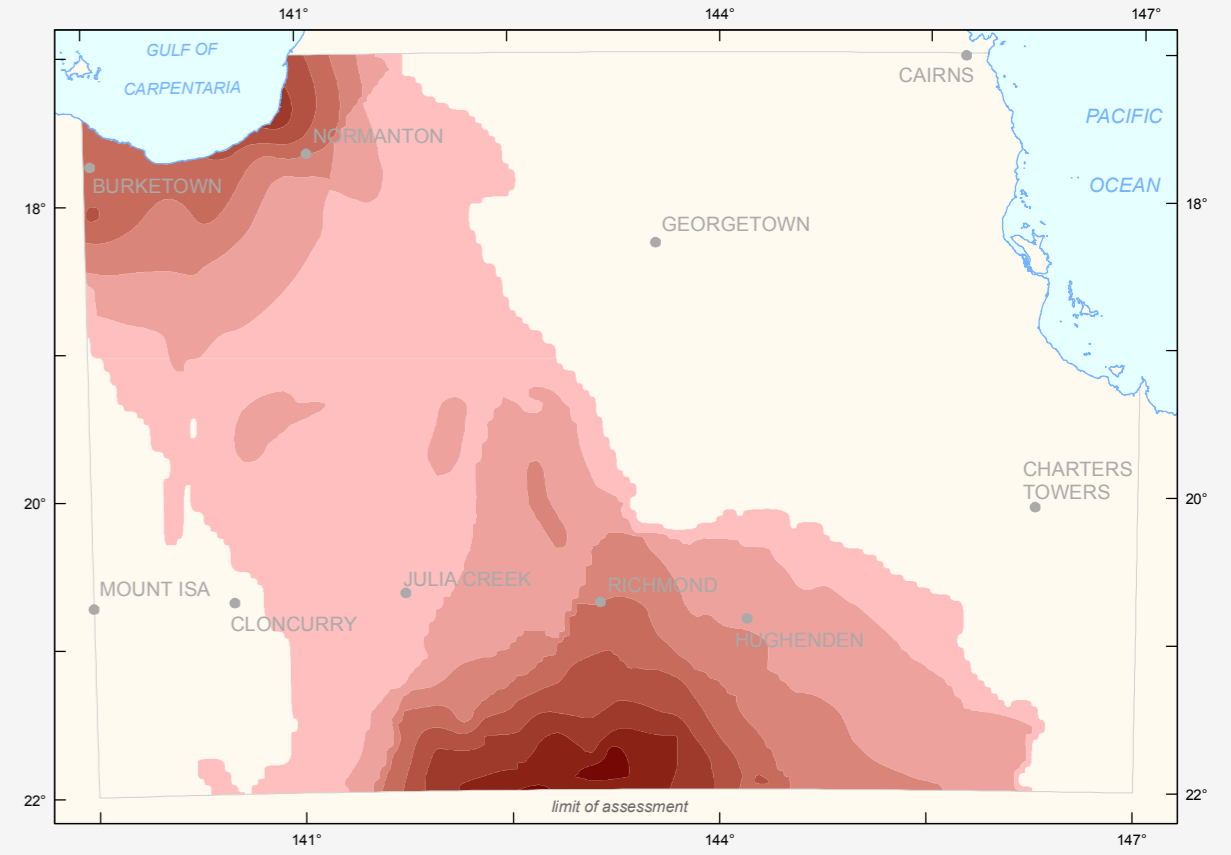 141°
144°
147°
GULF OF
CARPENTARIA
CAIRNS
PACIFIC
OCEAN
NORMANTON
BURKETOWN
18°
18°
GEORGETOWN
CHARTERS
TOWERS
20°
20°
MOUNT ISA
JULIA CREEK
RICHMOND
CLONCURRY
HUGHENDEN
22°
22°
limit of assessment
141°
144°
147°